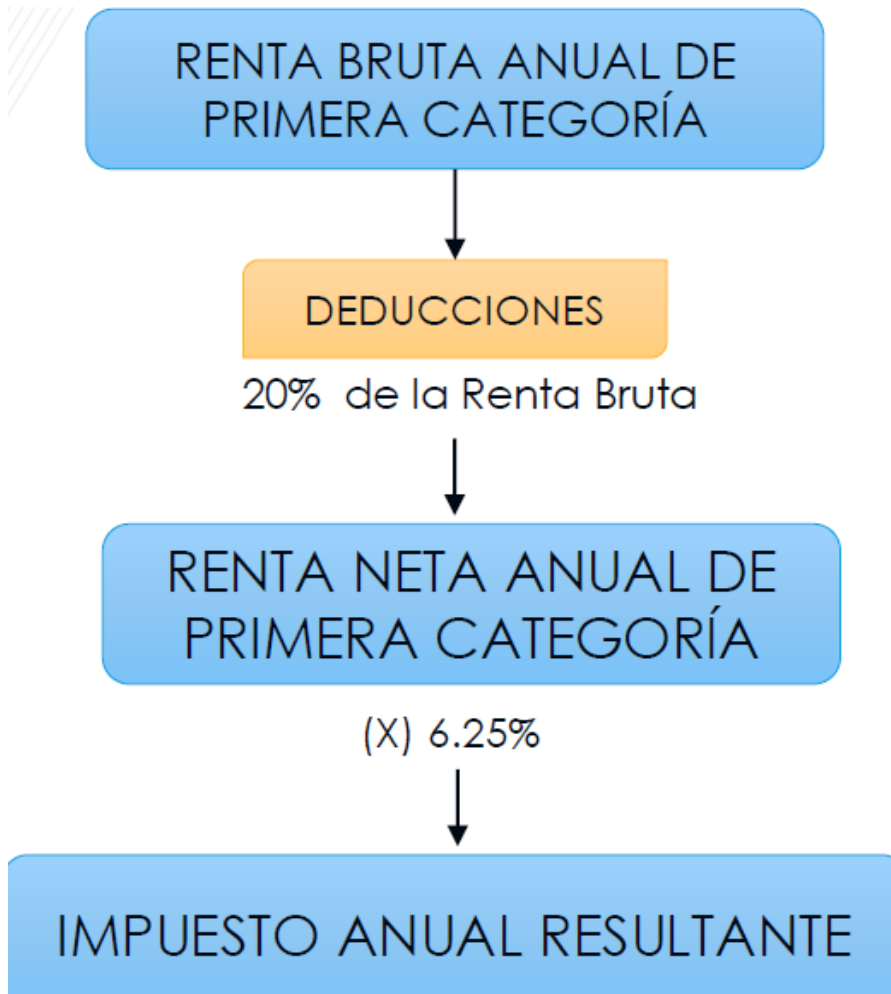 RENTA BRUTA ANUAL DE
PRIMERA CATEGORÍA
DEDUCCIONES
20% de la Renta Bruta
RENTA NETA ANUAL DE
PRIMERA CATEGORÍA
(X) 6.25%
IMPUESTO ANUAL RESULTANTE